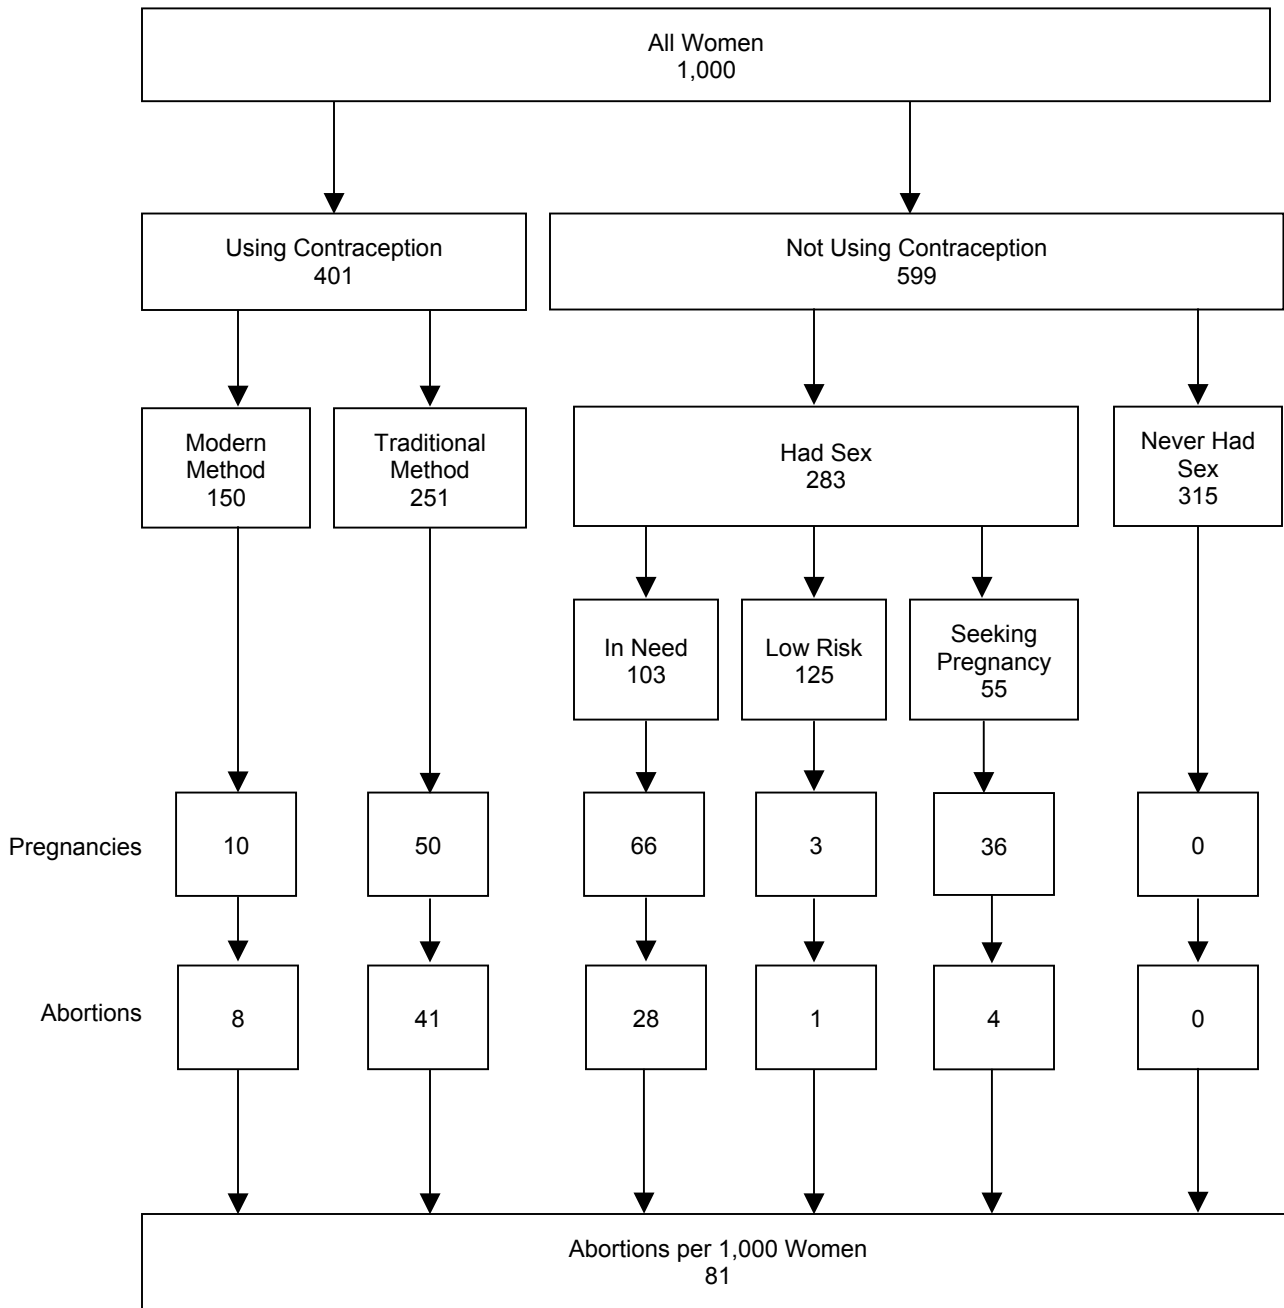 All Women
1,000
Using Contraception
401
Not Using Contraception
599
Modern
Method
150
Traditional
Method
251
Had Sex
283
Never Had
Sex
315
In Need
103
Low Risk
125
Seeking
Pregnancy
55
Pregnancies
10
50
66
3
36
0
Abortions
8
41
28
1
4
0
Abortions per 1,000 Women
81